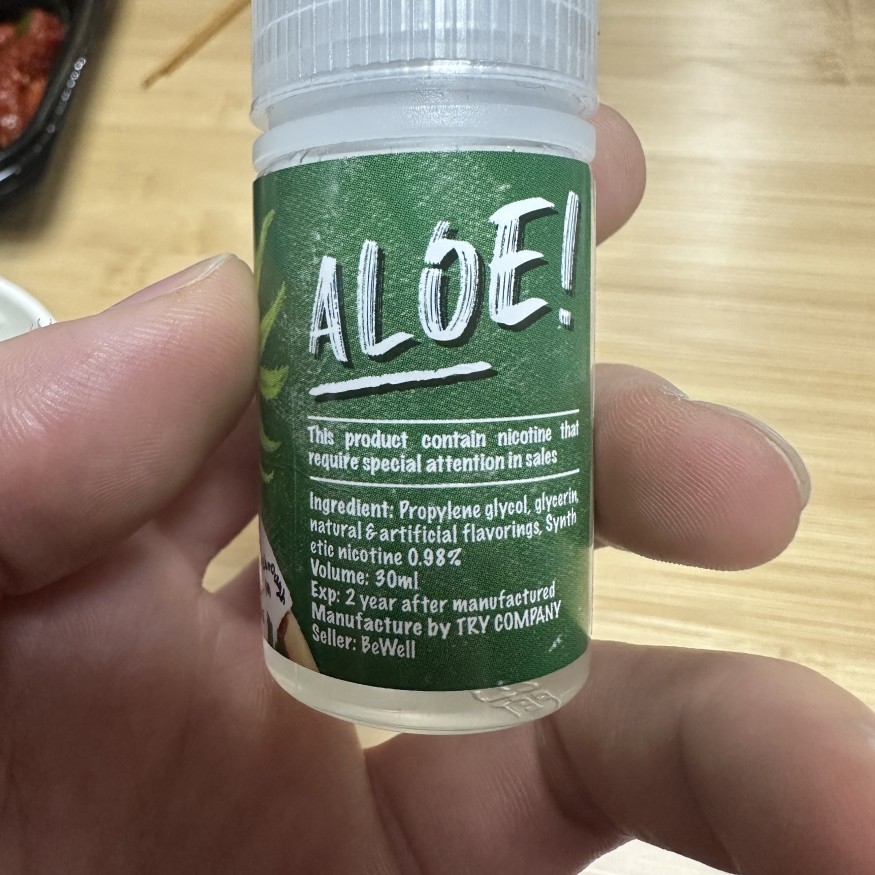 ALOE!
This product contain nicotine that
require special attention in sales
Ingredient: Propylene glycol, glycerin,
natural & artificial flavorings, Synth
etic nicotine 0.98%
Volume: 30ml
Exp: 2 year after manufactured
Manufacture by TRY COMPANY
Seller: BeWell